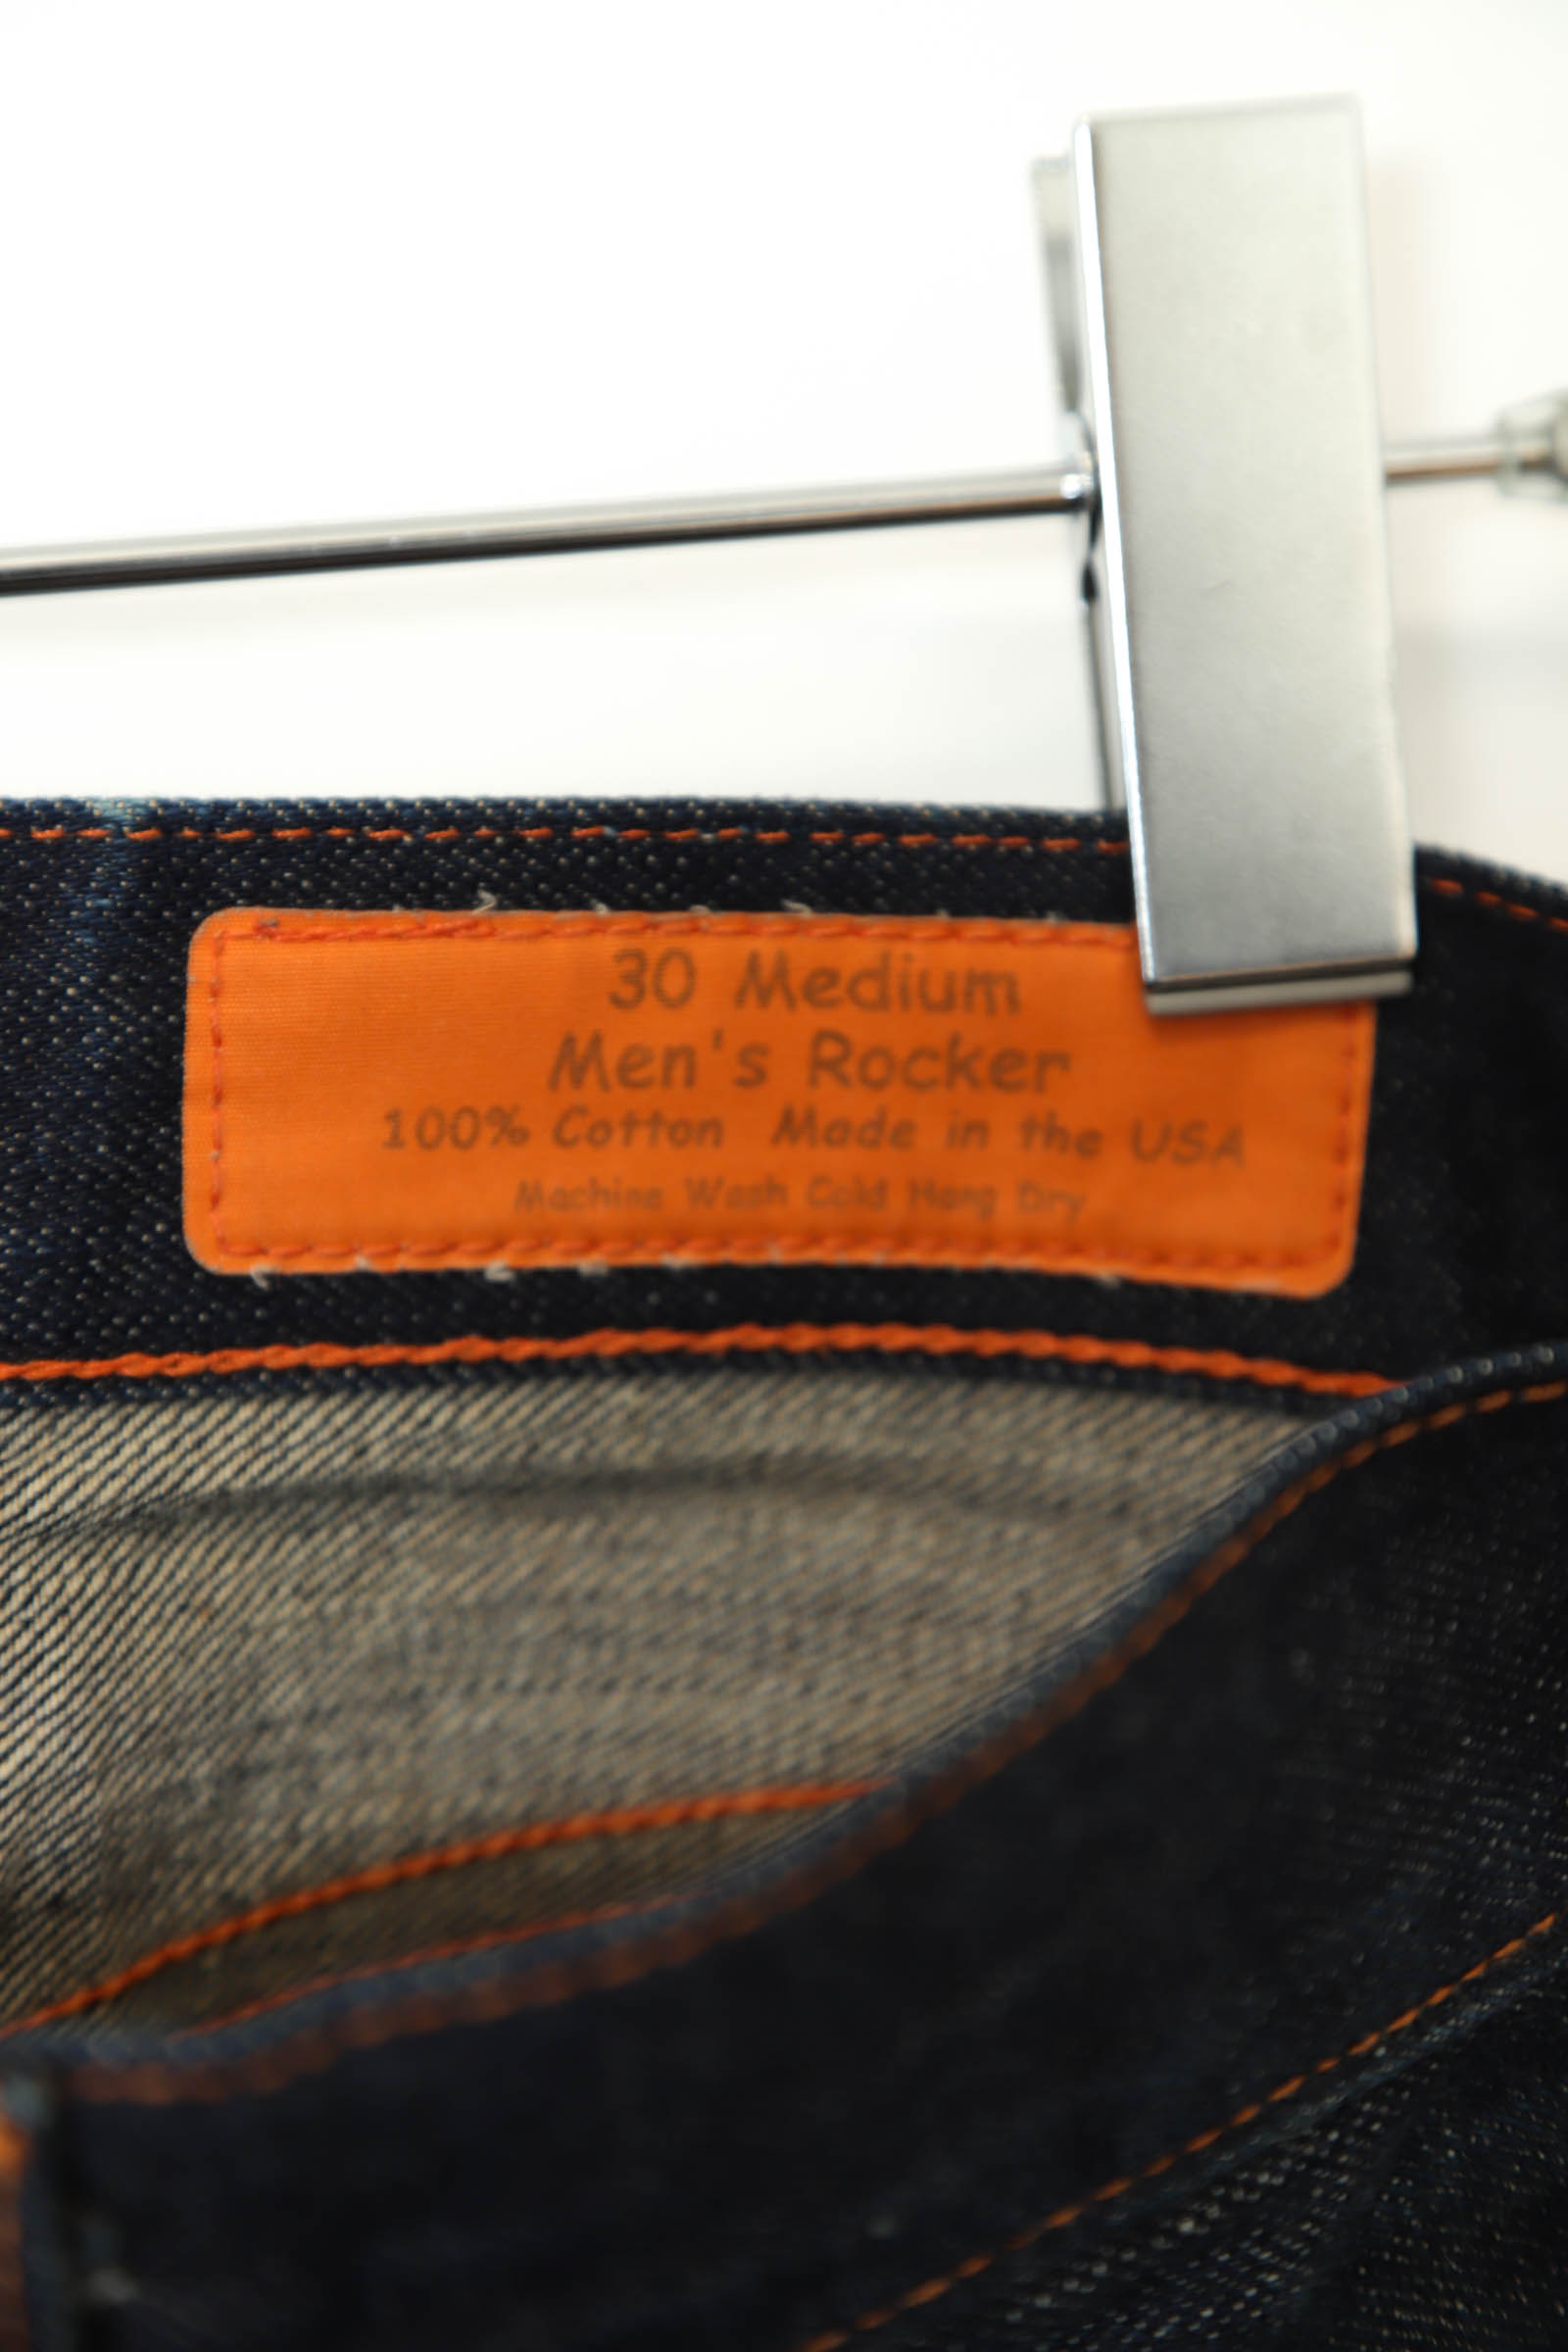 30 Medium
Men's Rocker
100% Cotton Made in the USA
Machine Wash Cold Hang Dry